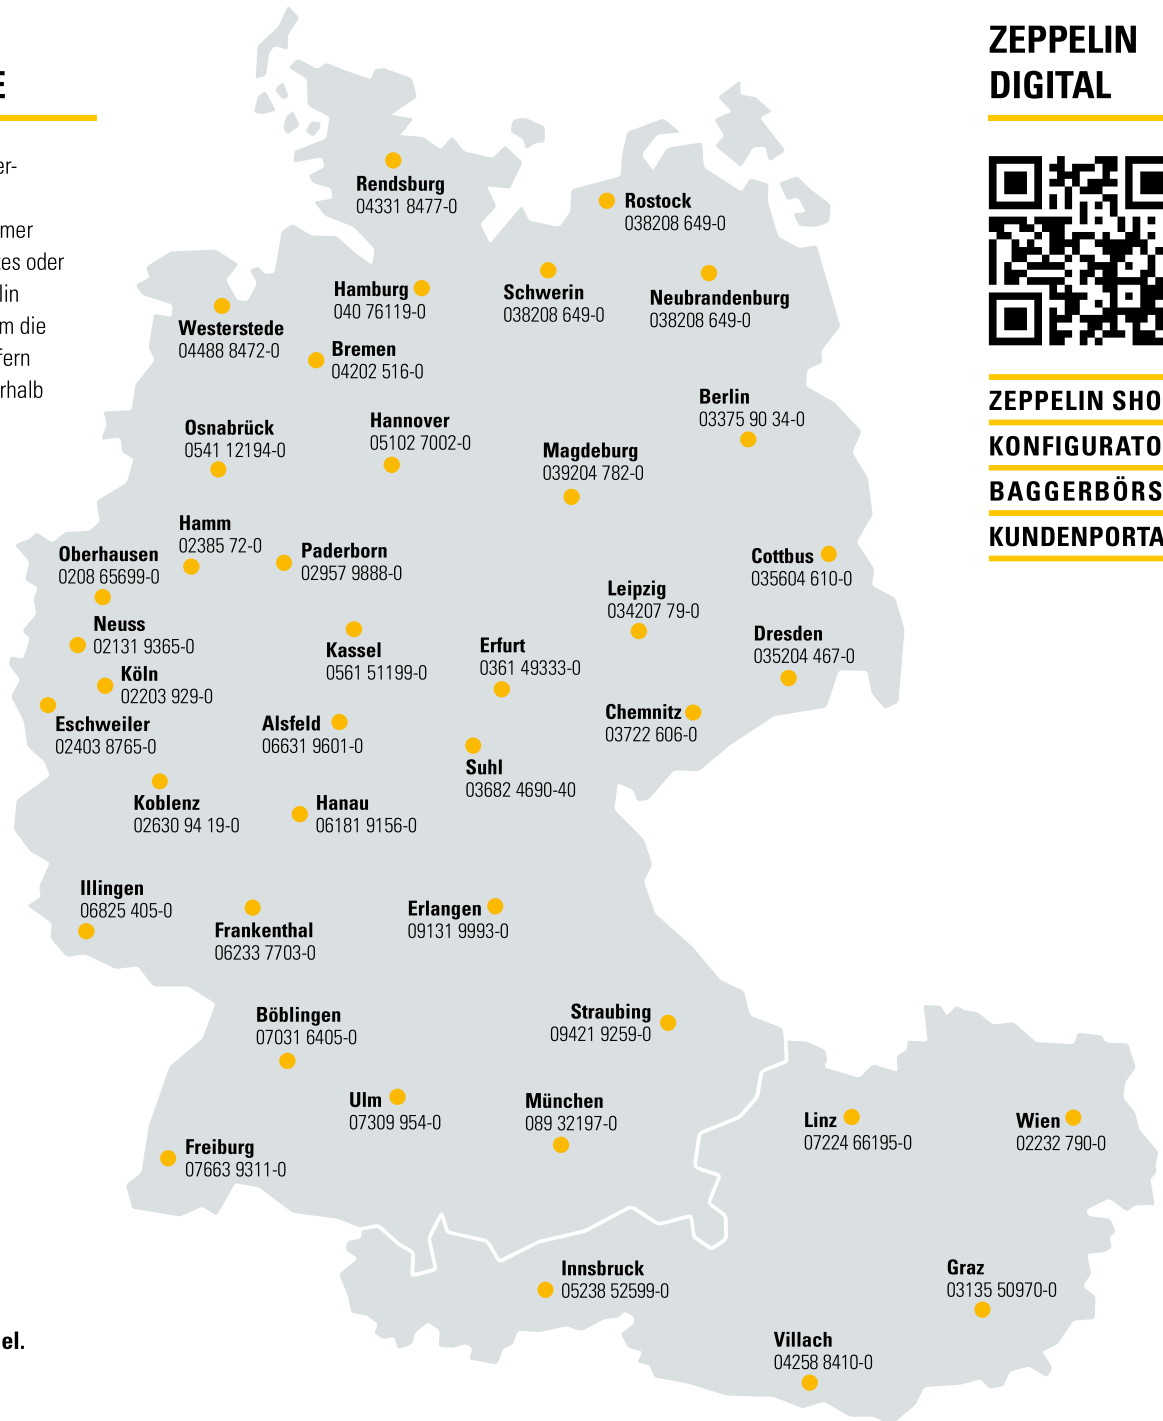 E
er-
mer
tes oder
lin
m die
fern
rhalb
el.
Rendsburg
04331 8477-0
Rostock
038208 649-0
Hamburg
040 76119-0
Schwerin
038208 649-0
Neubrandenburg
038208 649-0
Westerstede
04488 8472-0
Bremen
04202 516-0
Berlin
03375 90 34-0
Osnabrück
0541 12194-0
Hannover
05102 7002-0
Magdeburg
039204 782-0
Hamm
02385 72-0
Oberhausen
0208 65699-0
Paderborn
02957 9888-0
Cottbus
035604 610-0
Leipzig
034207 79-0
Neuss
02131 9365-0
Kassel
0561 51199-0
Erfurt
0361 49333-0
Dresden
035204 467-0
Köln
02203 929-0
Eschweiler
02403 8765-0
Alsfeld
06631 9601-0
Chemnitz
03722 606-0
Suhl
03682 4690-40
Koblenz
02630 94 19-0
Hanau
06181 9156-0
Illingen
06825 405-0
Frankenthal
06233 7703-0
Erlangen
09131 9993-0
Böblingen
07031 6405-0
Straubing
09421 9259-0
Ulm
07309 954-0
München
089 32197-0
Linz
07224 66195-0
Wien
02232 790-0
Freiburg
07663 9311-0
Innsbruck
05238 52599-0
Graz
03135 50970-0
Villach
04258 8410-0
ZEPPELIN
DIGITAL
ZEPPELIN SHO
KONFIGURATO
BAGGERBÖRS
KUNDENPORTA